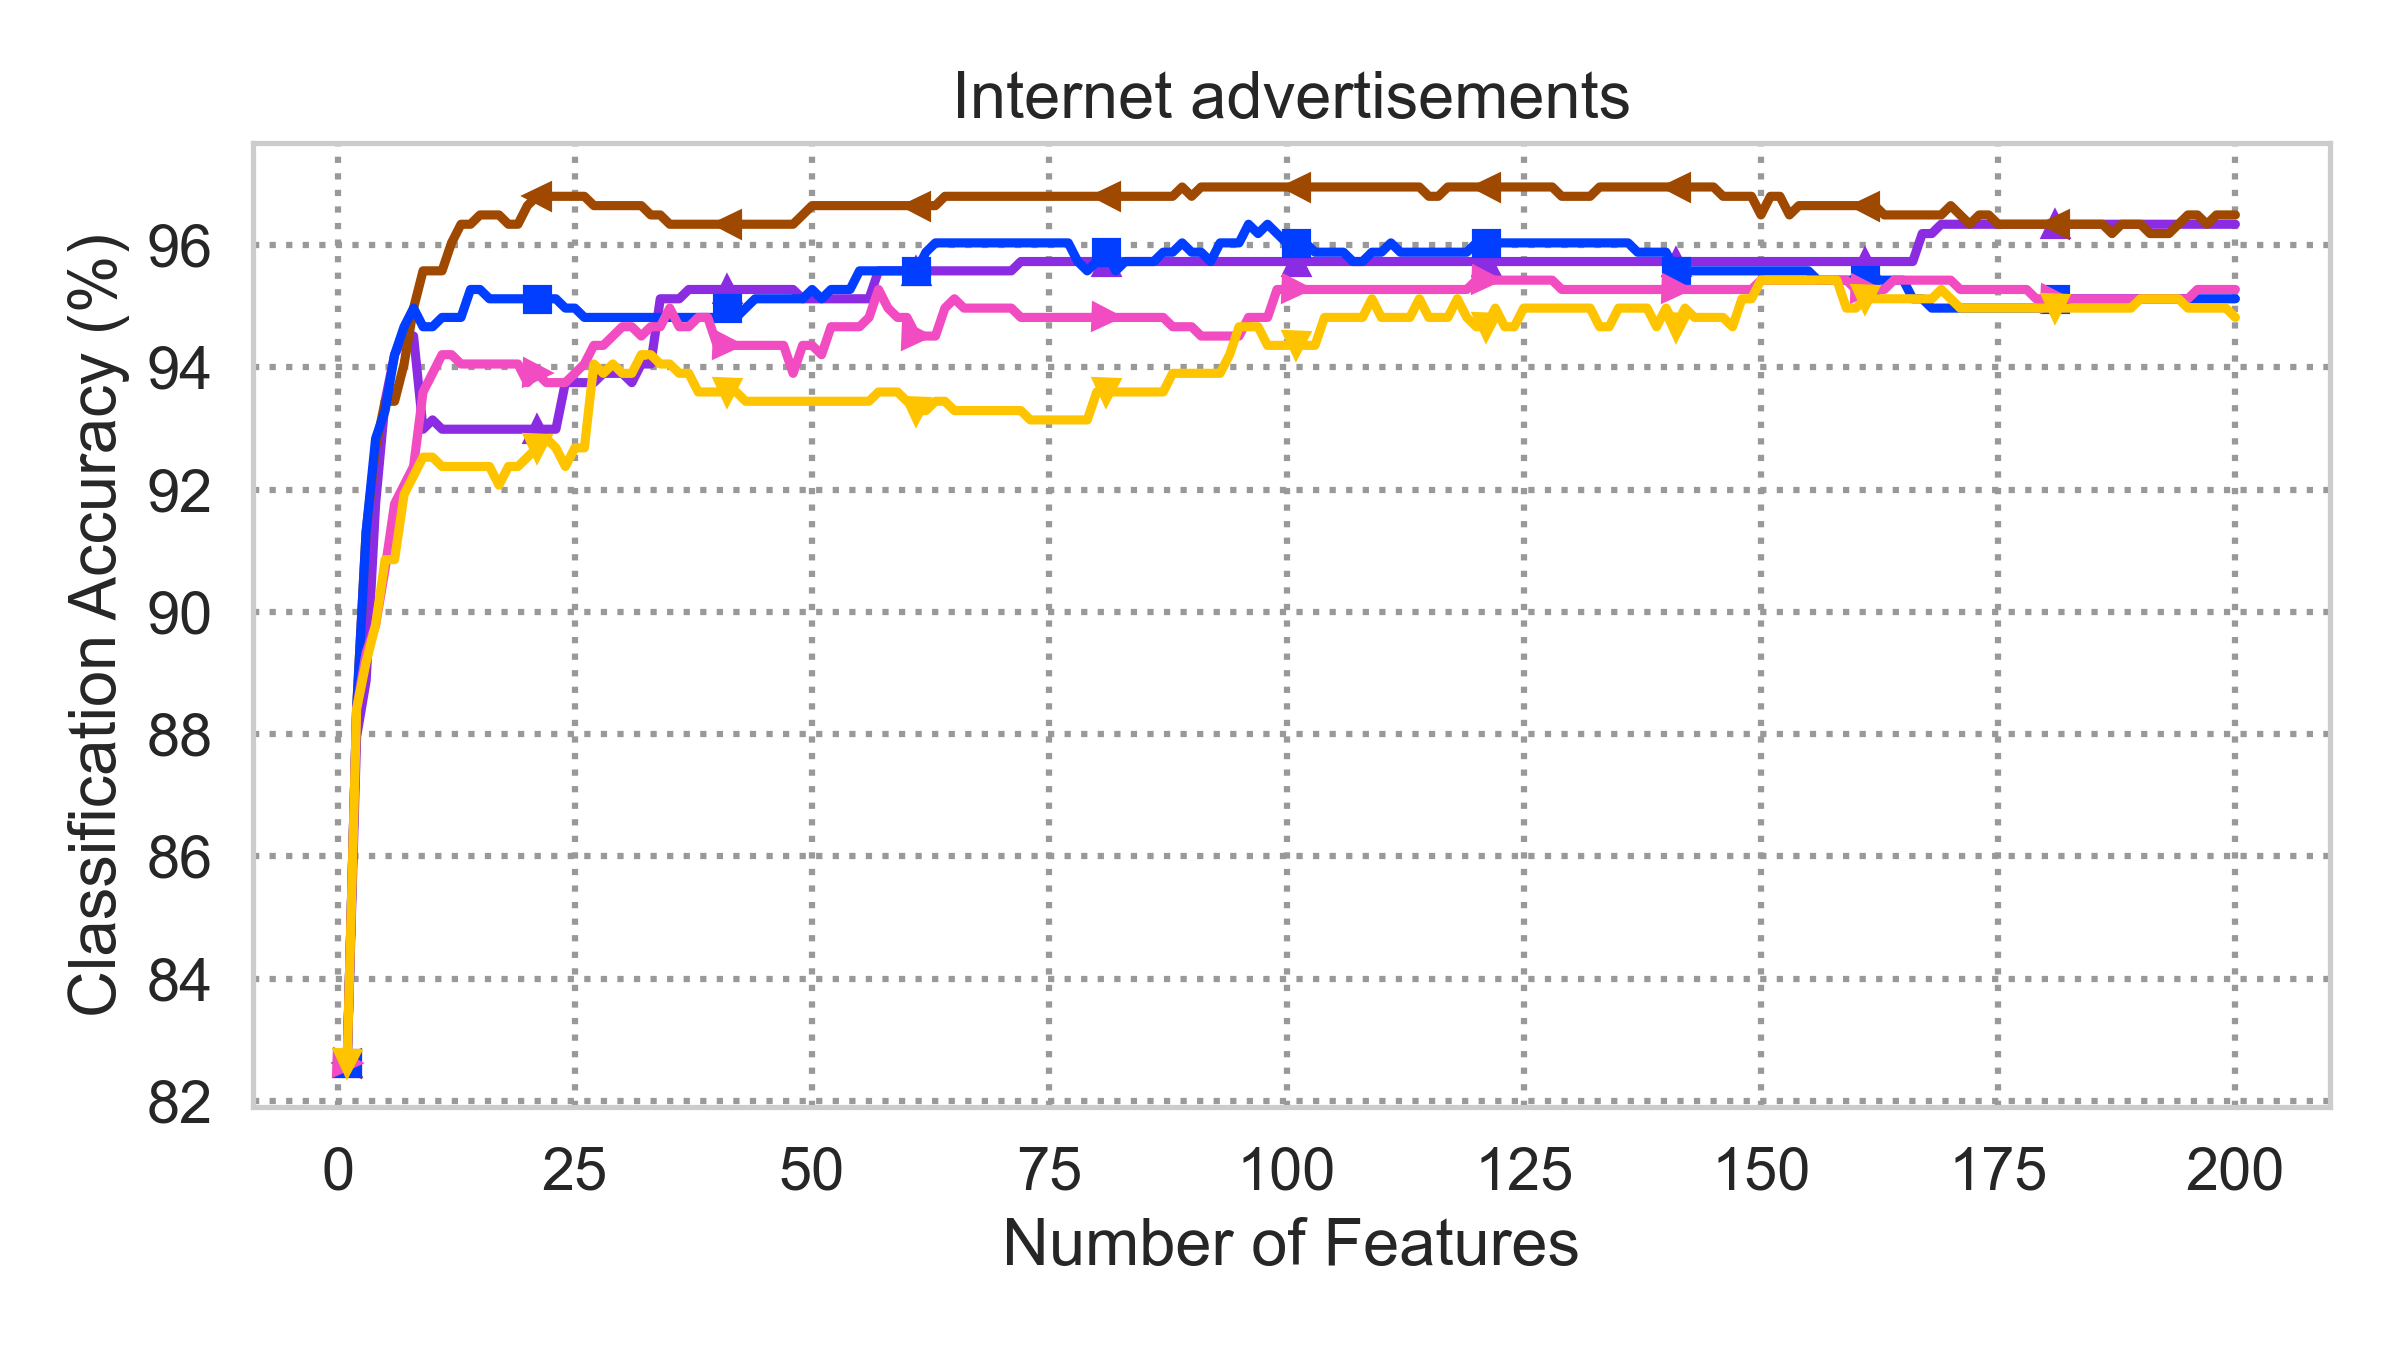 Internet advertisements
Classification Accuracy (%)
96
94
92
90
88
86
84
82
0 25 50 75 100 125 150 175 200
Number of Features